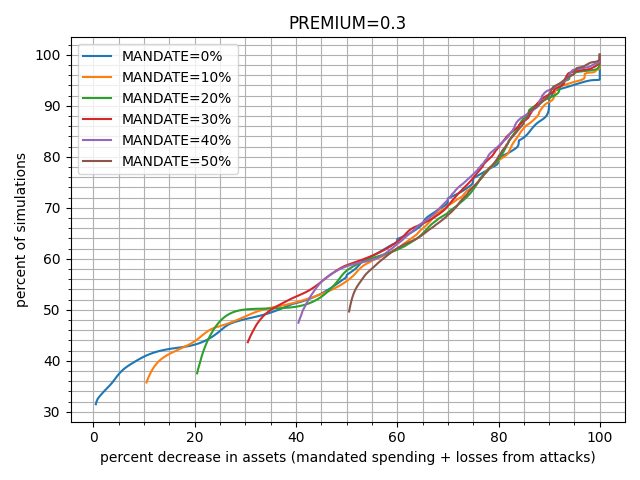 PREMIUM=0.3
100
90
80
70
60
50
40
30
percent of simulations
MANDATE=0%
MANDATE=10%
MANDATE=20%
MANDATE=30%
MANDATE=40%
MANDATE=50%
0 20 40 60 80 100
percent decrease in assets (mandated spending + losses from attacks)